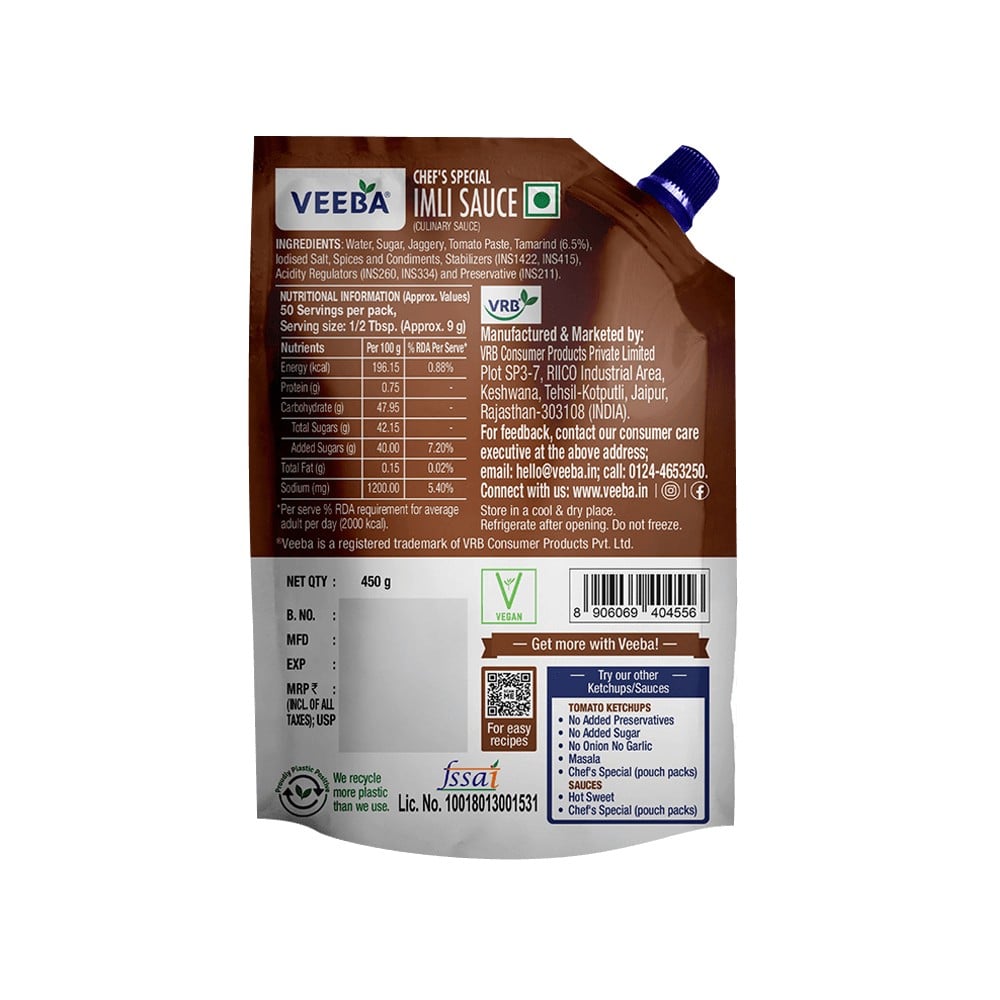 VEEBA®
CHEF'S SPECIAL
IMLI SAUCE
(CULINARY SAUCE)
INGREDIENTS: Water, Sugar, Jaggery, Tomato Paste, Tamarind (6.5%),
Iodised Salt, Spices and Condiments, Stabilizers (INS1422, INS415),
Acidity Regulators (INS260, INS334) and Preservative (INS211).
NUTRITIONAL INFORMATION (Approx. Values)
50 Servings per pack,
Serving size: 1/2 Tbsp. (Approx. 9 g)
Nutrients Per 100 g % RDA Per Serve*
Energy (kcal) 196.15 0.88%
Protein (g) 0.75 -
Carbohydrate (g) 47.95 -
Total Sugars (g) 42.15 -
Added Sugars (g) 40.00 7.20%
Total Fat (g) 0.15 0.02%
Sodium (mg) 1200.00 5.40%
*Per serve % RDA requirement for average
adult per day (2000 kcal).
VRB
Manufactured & Marketed by:
VRB Consumer Products Private Limited
Plot SP3-7, RIICO Industrial Area,
Keshwana, Tehsil-Kotputli, Jaipur,
Rajasthan-303108 (INDIA).
For feedback, contact our consumer care
executive at the above address;
email: hello@veeba.in; call: 0124-4653250.
Connect with us: www.veeba.in
Store in a cool & dry place.
Refrigerate after opening. Do not freeze.
®Veeba is a registered trademark of VRB Consumer Products Pvt. Ltd.
NET QTY : 450 g
B. NO. :
MFD :
EXP :
MRP ₹ :
(INCL. OF ALL
TAXES); USP
V
VEGAN
8 906069 404556
Get more with Veeba!
SCAN ME
For easy
recipes
Try our other
Ketchups/Sauces
TOMATO KETCHUPS
• No Added Preservatives
• No Added Sugar
• No Onion No Garlic
• Masala
• Chef's Special (pouch packs)
SAUCES
• Hot Sweet
• Chef's Special (pouch packs)
Proudly Plastic Positive
We recycle
more plastic
than we use.
fssai
Lic. No. 10018013001531